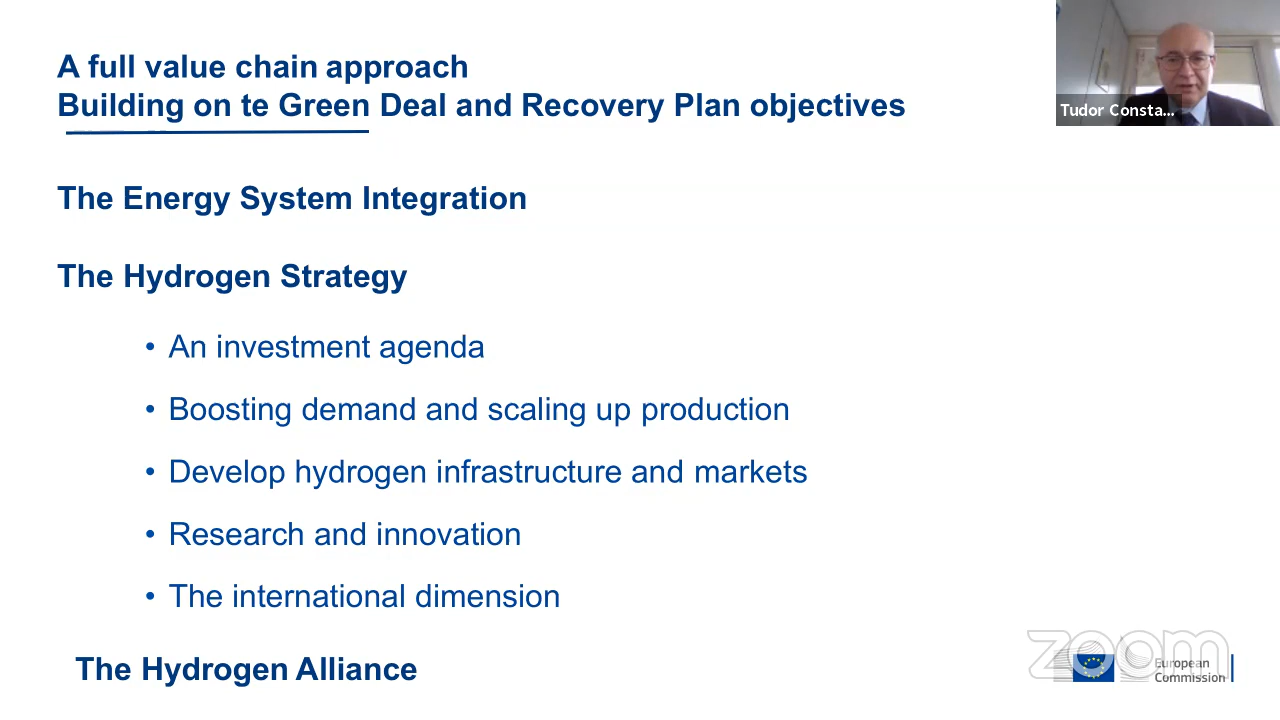 A full value chain approach
Building on te Green Deal and Recovery Plan objectives
Tudor Consta...
The Energy System Integration
The Hydrogen Strategy
• An investment agenda
• Boosting demand and scaling up production
• Develop hydrogen infrastructure and markets
• Research and innovation
• The international dimension
The Hydrogen Alliance
zoom
European
Commission